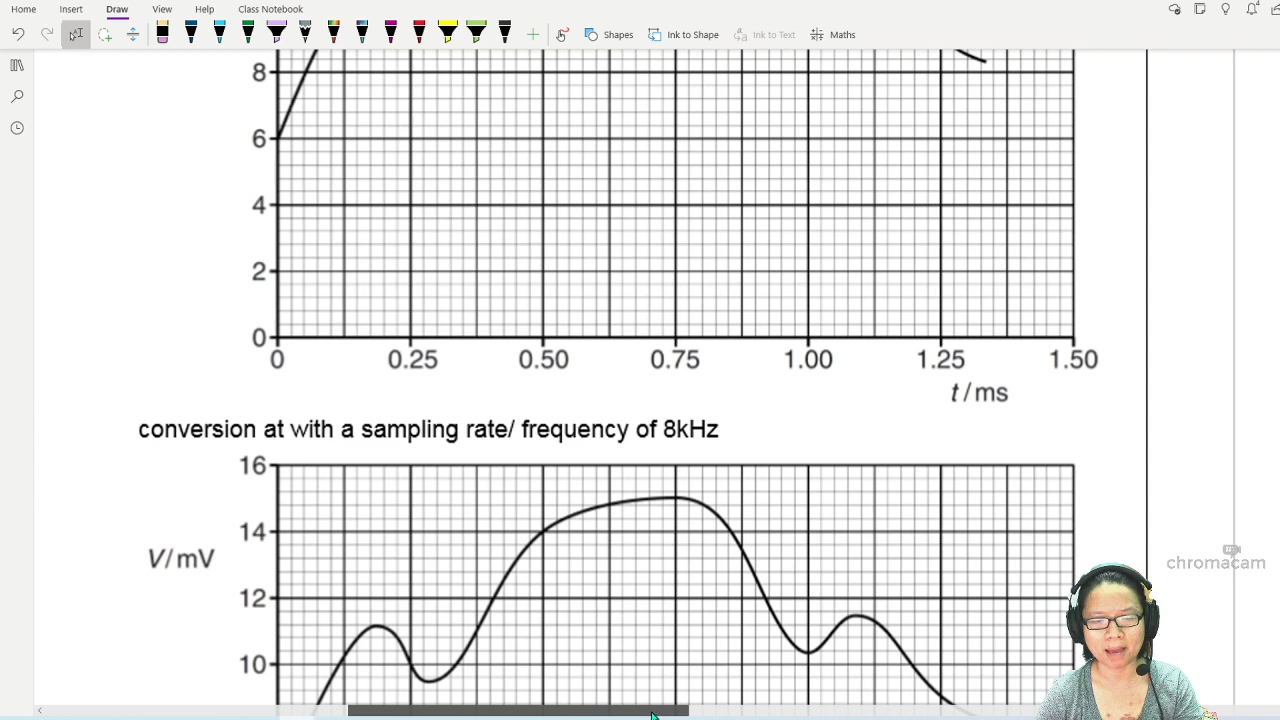 Home Insert Draw View Help Class Notebook
Shapes Ink to Shape Ink to Text Maths
8
6
4
2
0
0 0.25 0.50 0.75 1.00 1.25 1.50
t/ms
conversion at with a sampling rate/ frequency of 8kHz
16
14
V/mV
chromacam
12
10